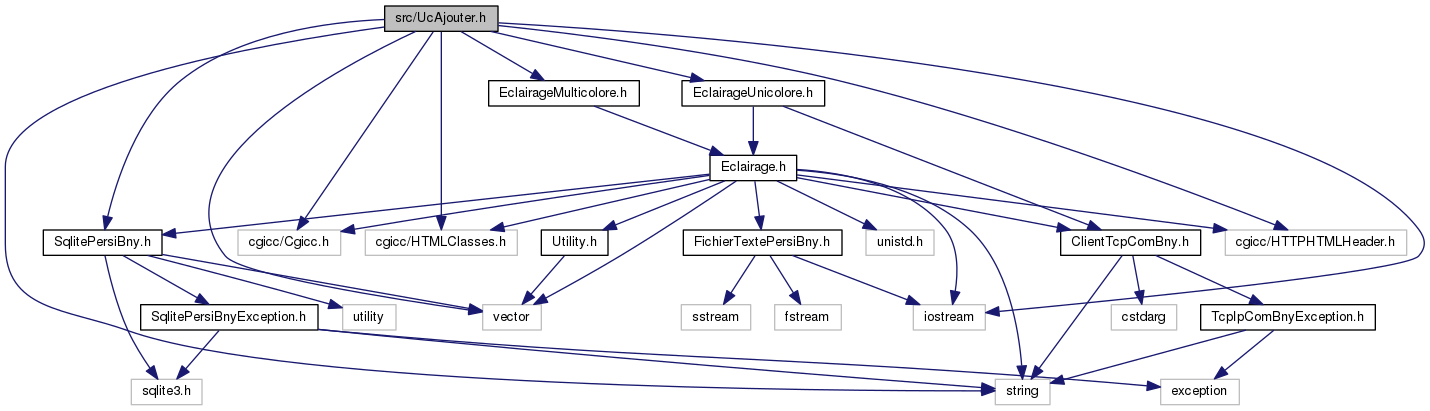 src/UcAjouter.h
EclairageMulticolore.h
EclairageUnicolore.h
Eclairage.h
SqlitePersiBny.h
cgicc/Cgicc.h
cgicc/HTMLClasses.h
Utility.h
FichierTextePersiBny.h
unistd.h
ClientTcpComBny.h
cgicc/HTTPHTMLHeader.h
SqlitePersiBnyException.h
utility
vector
sstream
fstream
iostream
cstdarg
TcpIpComBnyException.h
sqlite3.h
string
exception